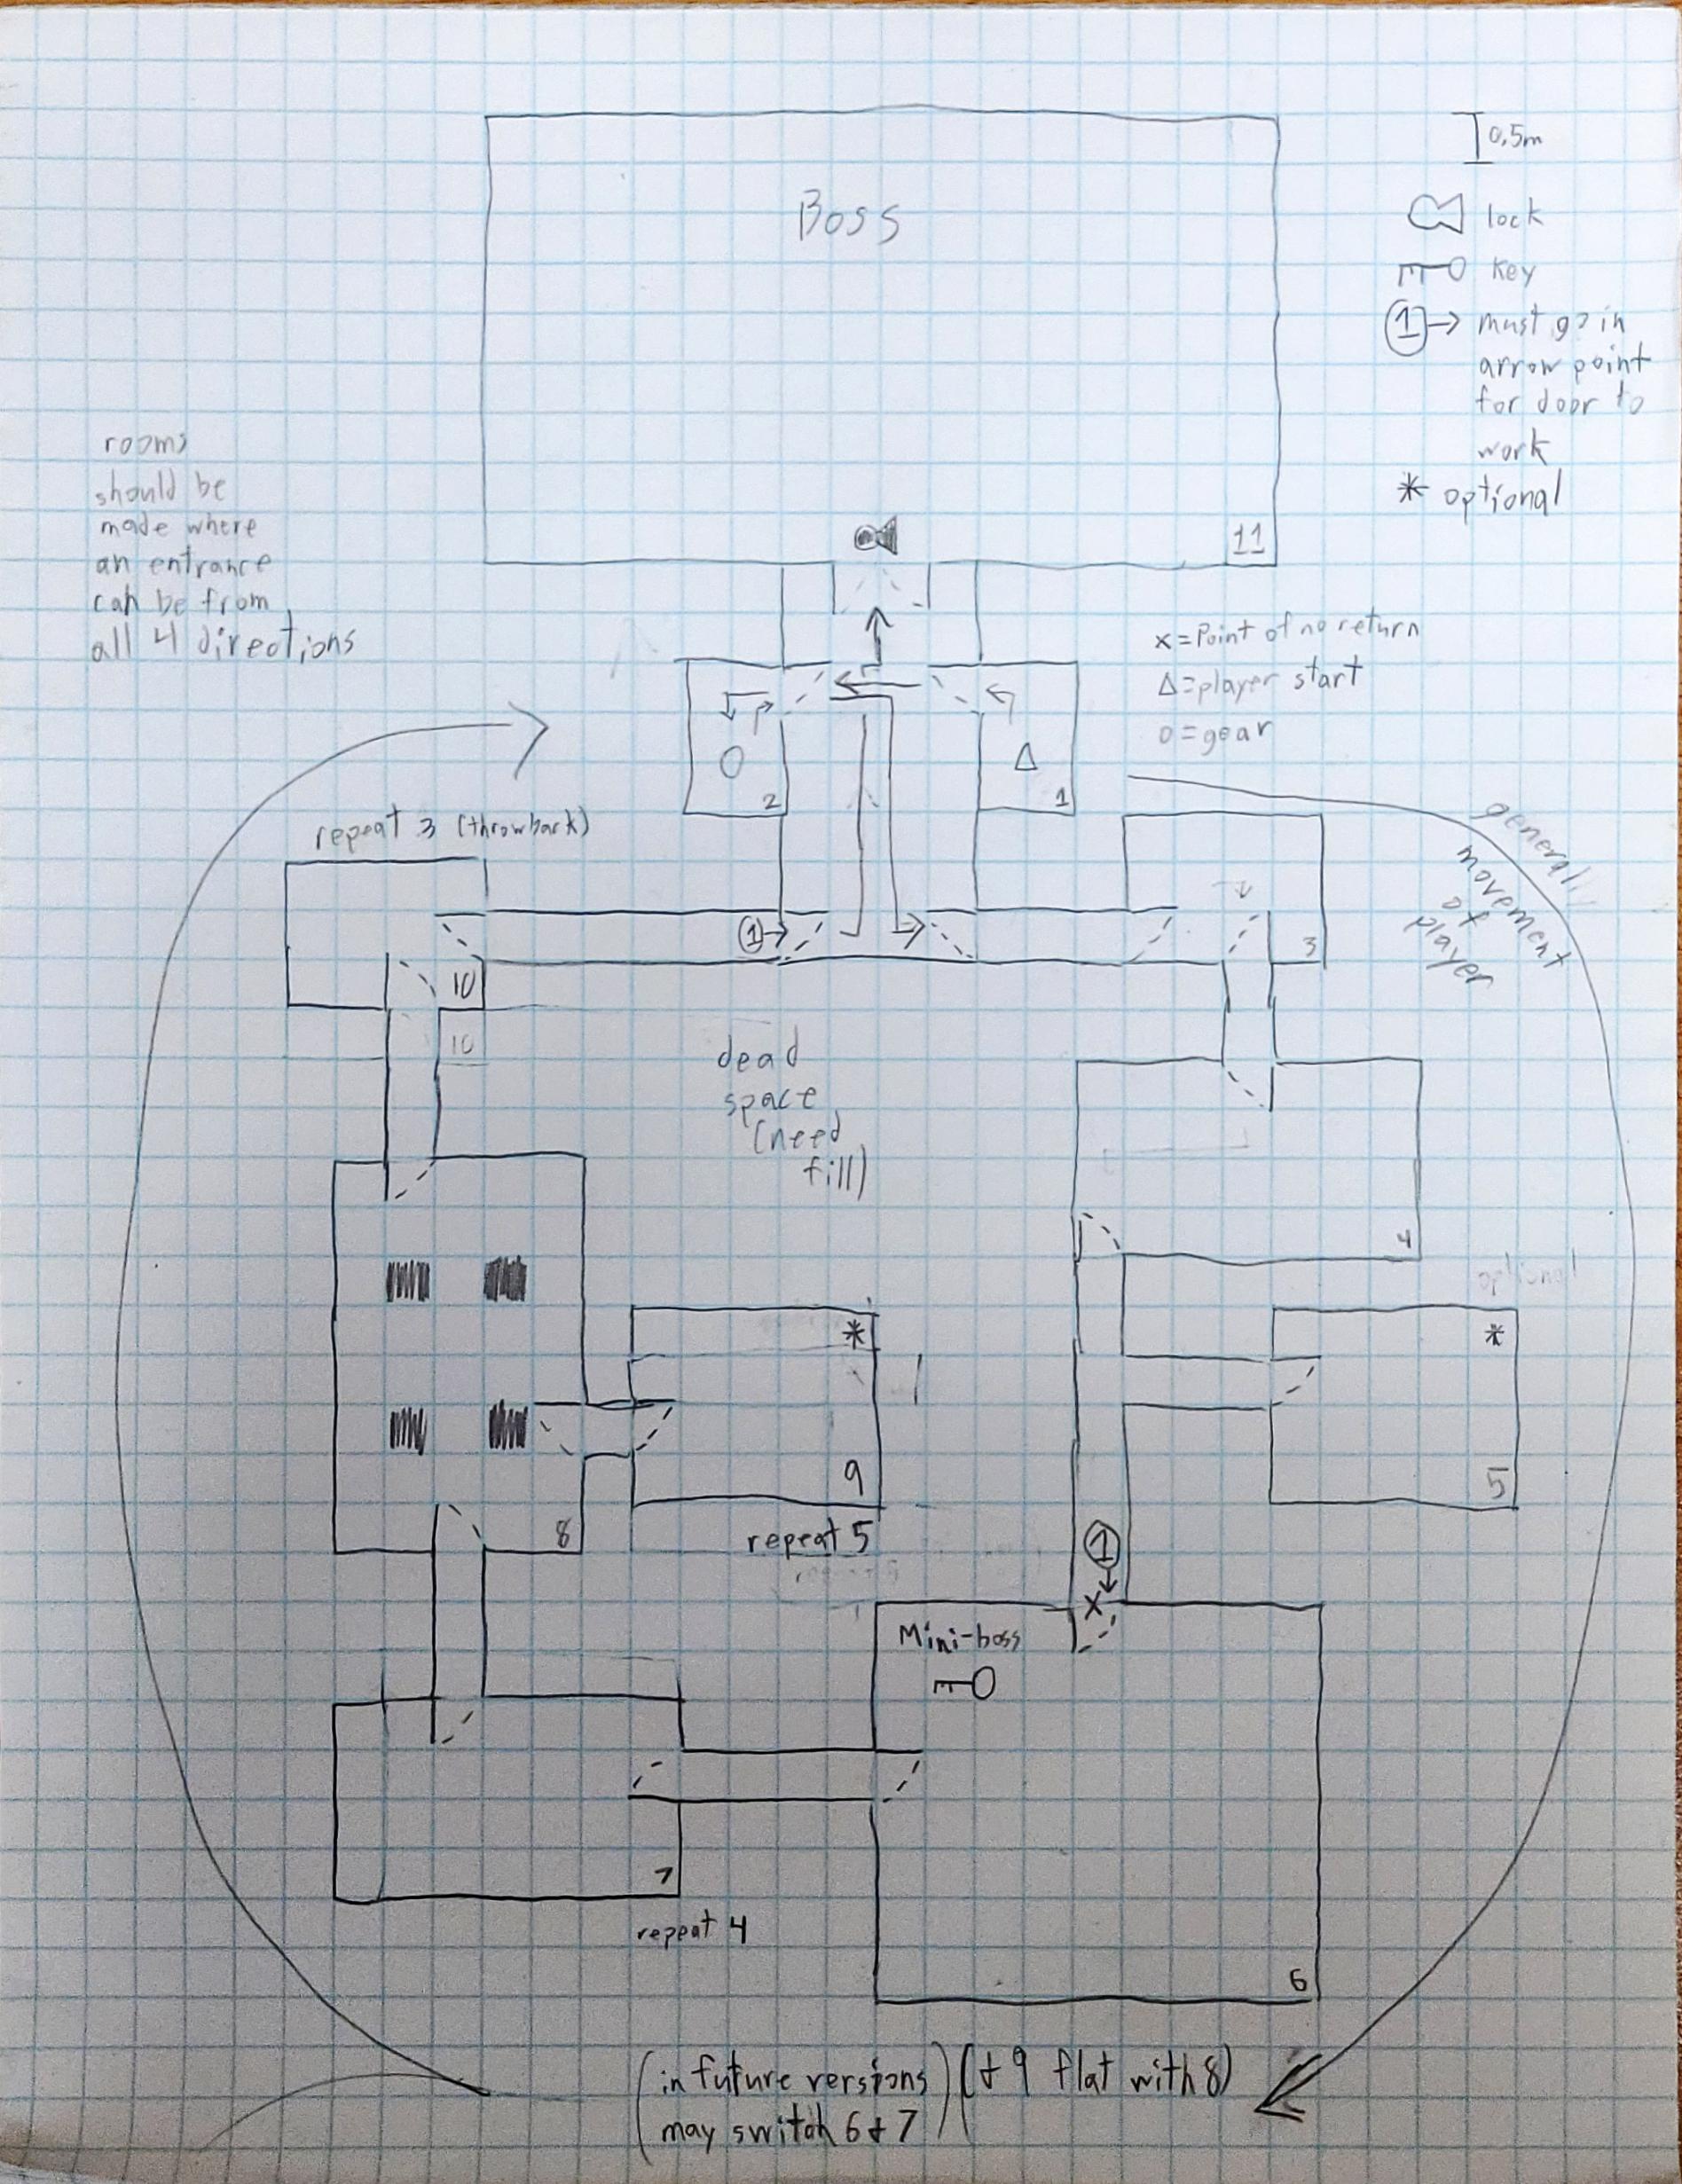 Boss
0.5m
lock
key
1 → must go in
arrow point
for door to
work
* optional
11
rooms
should be
made where
an entrance
can be from
all 4 directions
x = Point of no return
Δ = player start
o = gear
2
1
general
movement
of
player
repeat 3 (throwback)
1
3
10
10
dead
space
(need
fill)
4
optional
*
*
9
5
8
repeat 5
1
x
Mini-boss
7
repeat 4
6
(in future versions
may switch 6 & 7)
(& 9 flat with 8)